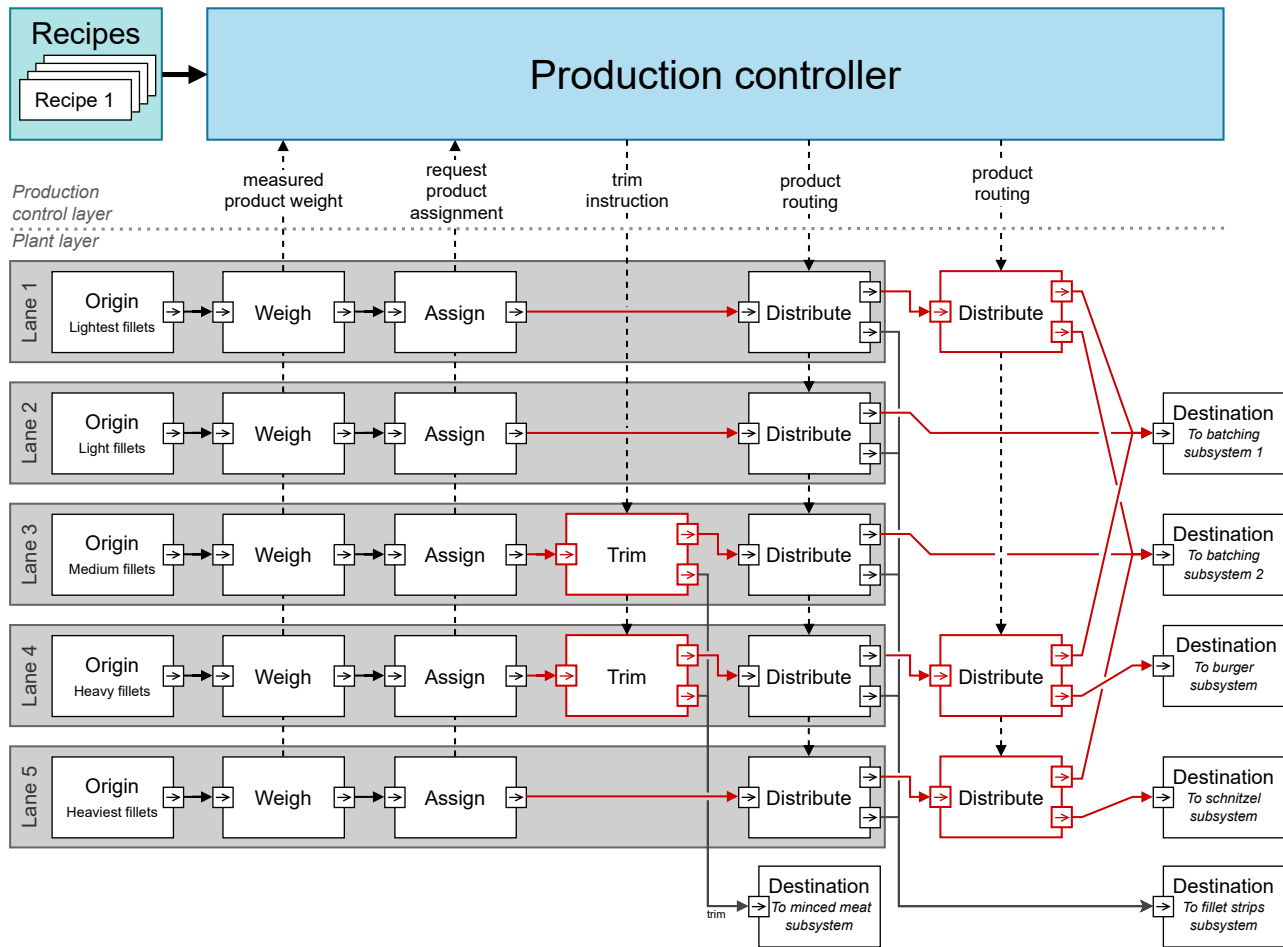 Recipes
Recipe 1
Production controller
measured
product weight
request
product
assignment
trim
instruction
product
routing
product
routing
Production
control layer
Plant layer
Lane 1
Origin
Lightest fillets
Weigh
Assign
Distribute
Distribute
Lane 2
Origin
Light fillets
Weigh
Assign
Distribute
Destination
To batching
subsystem 1
Lane 3
Origin
Medium fillets
Weigh
Assign
Trim
Distribute
Destination
To batching
subsystem 2
Lane 4
Origin
Heavy fillets
Weigh
Assign
Trim
Distribute
Distribute
Destination
To burger
subsystem
Lane 5
Origin
Heaviest fillets
Weigh
Assign
Distribute
Distribute
Destination
To schnitzel
subsystem
trim
Destination
To minced meat
subsystem
Destination
To fillet strips
subsystem